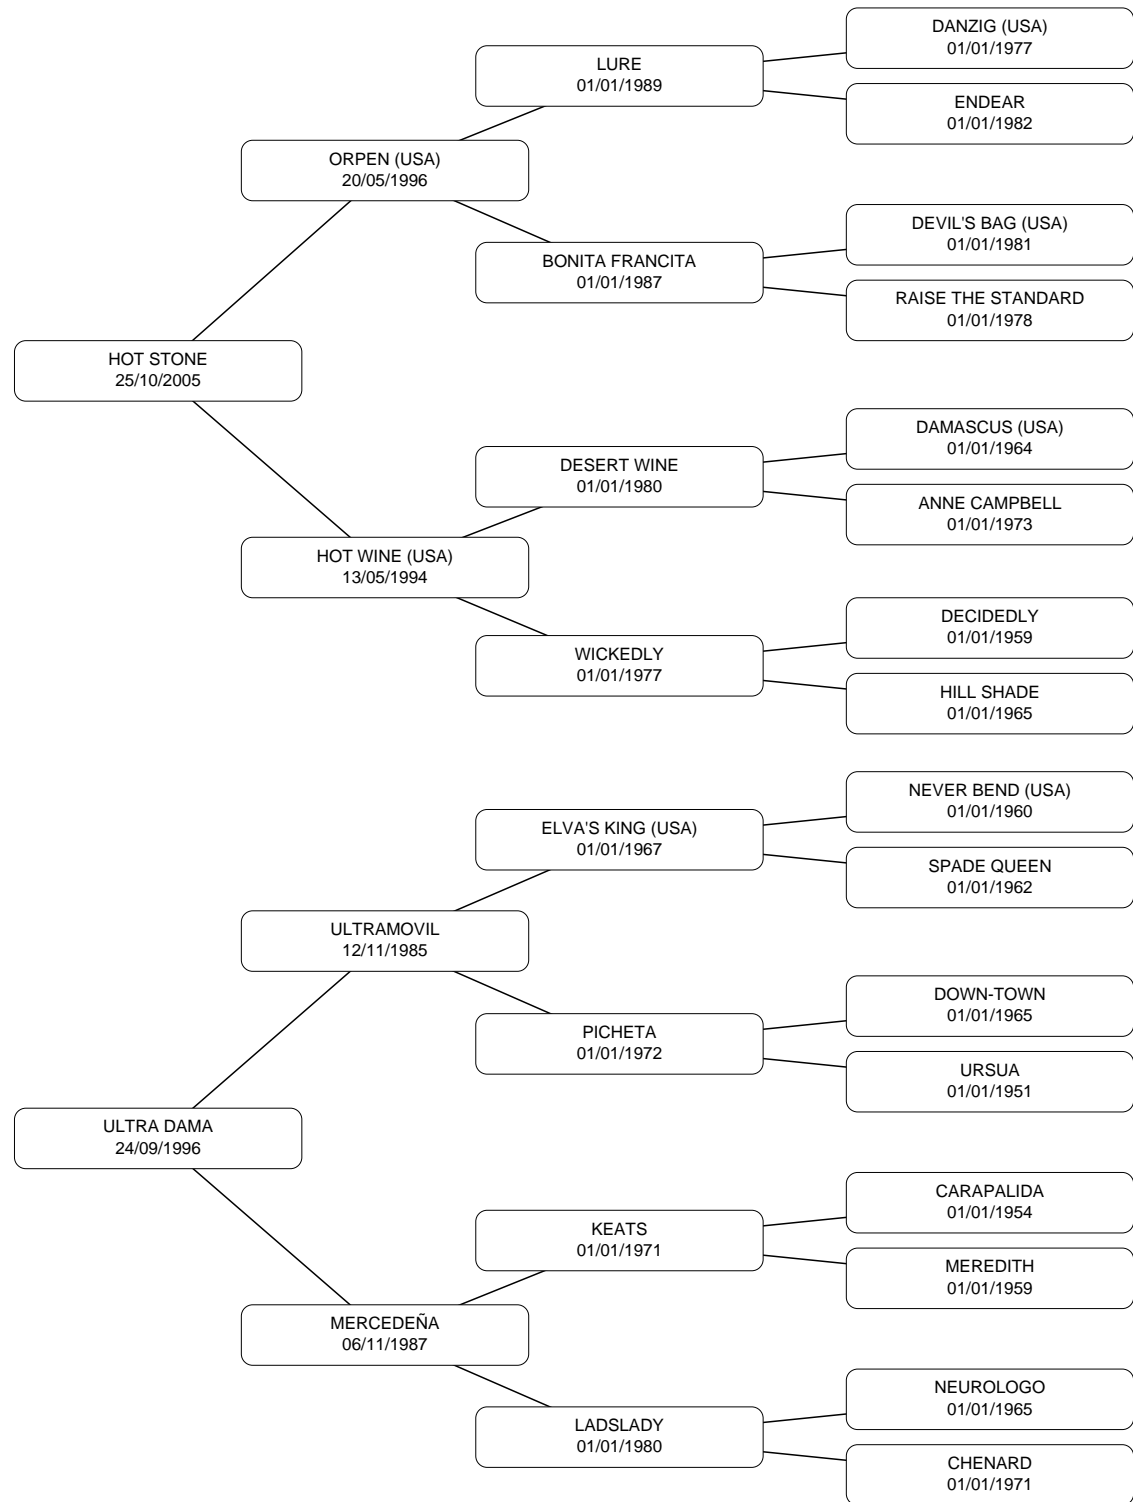 DANZIG (USA)
01/01/1977
LURE
01/01/1989
ENDEAR
01/01/1982
ORPEN (USA)
20/05/1996
DEVIL'S BAG (USA)
01/01/1981
BONITA FRANCITA
01/01/1987
RAISE THE STANDARD
01/01/1978
HOT STONE
25/10/2005
DAMASCUS (USA)
01/01/1964
DESERT WINE
01/01/1980
ANNE CAMPBELL
01/01/1973
HOT WINE (USA)
13/05/1994
DECIDEDLY
01/01/1959
WICKEDLY
01/01/1977
HILL SHADE
01/01/1965
NEVER BEND (USA)
01/01/1960
ELVA'S KING (USA)
01/01/1967
SPADE QUEEN
01/01/1962
ULTRAMOVIL
12/11/1985
DOWN-TOWN
01/01/1965
PICHETA
01/01/1972
URSUA
01/01/1951
ULTRA DAMA
24/09/1996
CARAPALIDA
01/01/1954
KEATS
01/01/1971
MEREDITH
01/01/1959
MERCEDEÑA
06/11/1987
NEUROLOGO
01/01/1965
LADSLADY
01/01/1980
CHENARD
01/01/1971